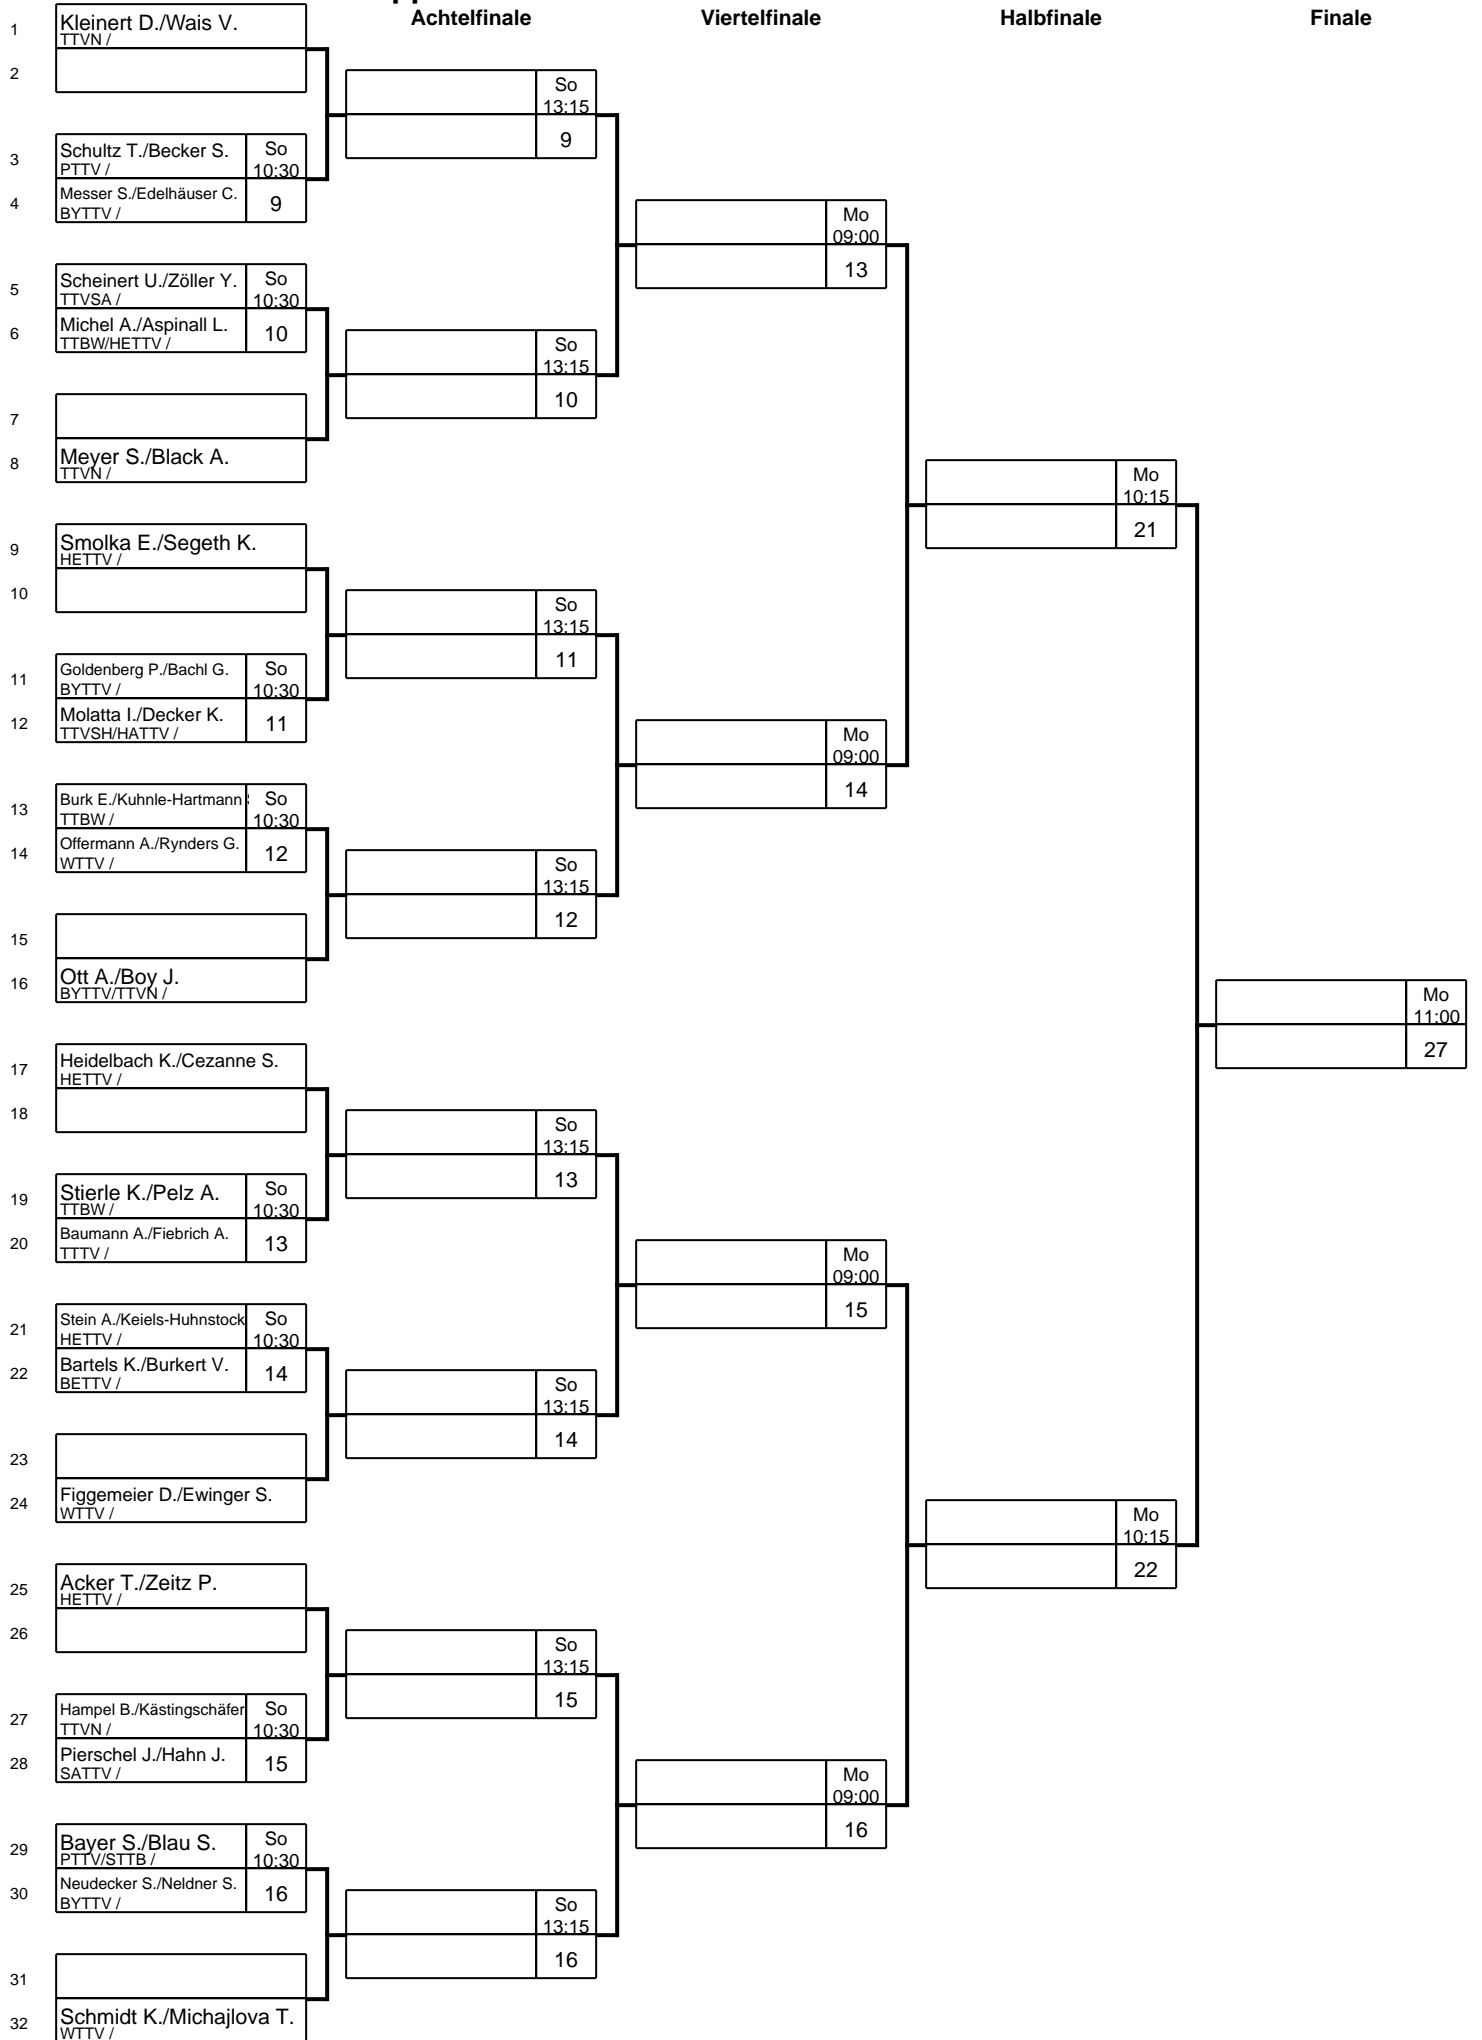 Achtelfinale
Viertelfinale
Halbfinale
Finale
1
Kleinert D./Wais V.
TTVN /
2
So
13:15
9
3
Schultz T./Becker S.
PTTV /
So
10:30
4
Messer S./Edelhäuser C.
BYTTV /
9
Mo
09:00
13
5
Scheinert U./Zöller Y.
TTVSA /
So
10:30
6
Michel A./Aspinall L.
TTBW/HETTV /
10
So
13:15
10
7
8
Meyer S./Black A.
TTVN /
Mo
10:15
21
9
Smolka E./Segeth K.
HETTV /
10
So
13:15
11
11
Goldenberg P./Bachl G.
BYTTV /
So
10:30
12
Molatta I./Decker K.
TTVSH/HATTV /
11
Mo
09:00
14
13
Burk E./Kuhnle-Hartmann
TTBW /
So
10:30
14
Offermann A./Rynders G.
WTTV /
12
So
13:15
12
15
16
Ott A./Boy J.
BYTTV/TTVN /
Mo
11:00
27
17
Heidelbach K./Cezanne S.
HETTV /
18
So
13:15
13
19
Stierle K./Pelz A.
TTBW /
So
10:30
20
Baumann A./Fiebrich A.
TTTV /
13
Mo
09:00
15
21
Stein A./Keiels-Huhnstock
HETTV /
So
10:30
22
Bartels K./Burkert V.
BETTV /
14
So
13:15
14
23
24
Figgemeier D./Ewinger S.
WTTV /
Mo
10:15
22
25
Acker T./Zeitz P.
HETTV /
26
So
13:15
15
27
Hampel B./Kästingschäfer
TTVN /
So
10:30
28
Pierschel J./Hahn J.
SATTV /
15
Mo
09:00
16
29
Bayer S./Blau S.
PTTV/STTB /
So
10:30
30
Neudecker S./Neldner S.
BYTTV /
16
So
13:15
16
31
32
Schmidt K./Michajlova T.
WTTV /